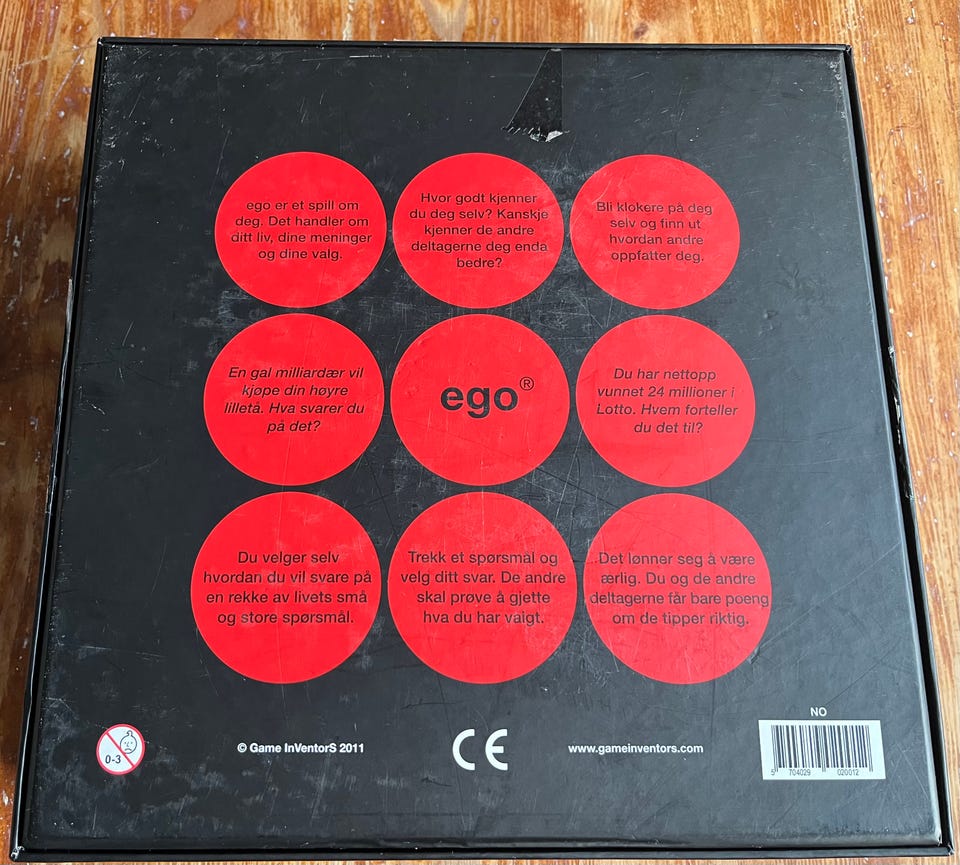 ego er et spill om
deg. Det handler om
ditt liv, dine meninger
og dine valg.
Hvor godt kjenner
du deg selv? Kanskje
kjenner de andre
deltagerne deg enda
bedre?
Bli klokere på deg
selv og finn ut
hvordan andre
oppfatter deg.
En gal milliardær vil
kjøpe din høyre
lilletå. Hva svarer du
på det?
ego®
Du har nettopp
vunnet 24 millioner i
Lotto. Hvem forteller
du det til?
Du velger selv
hvordan du vil svare på
en rekke av livets små
og store spørsmål.
Trekk et spørsmål og
velg ditt svar. De andre
skal prøve å gjette
hva du har valgt.
Det lønner seg å være
ærlig. Du og de andre
deltagerne får bare poeng
om de tipper riktig.
0-3
© Game InVentorS 2011
CE
www.gameinventors.com
NO
5 704029 020012